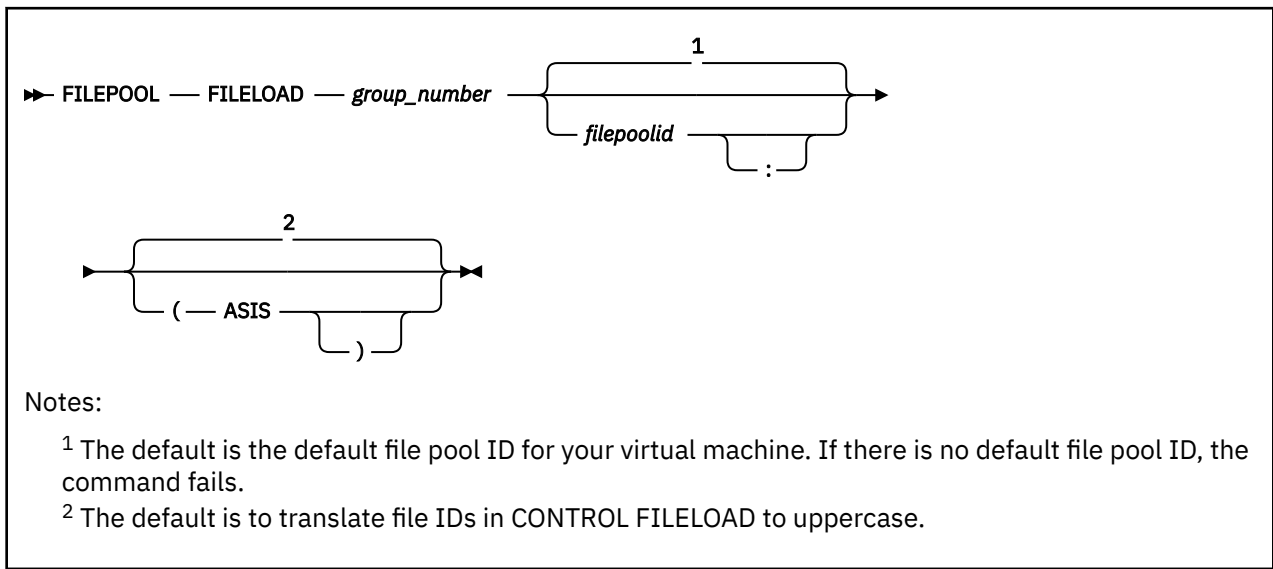 1
FILEPOOL FILELOAD group_number
filepoolid
:
2
( ASIS
)
Notes:
1 The default is the default file pool ID for your virtual machine. If there is no default file pool ID, the
command fails.
2 The default is to translate file IDs in CONTROL FILELOAD to uppercase.